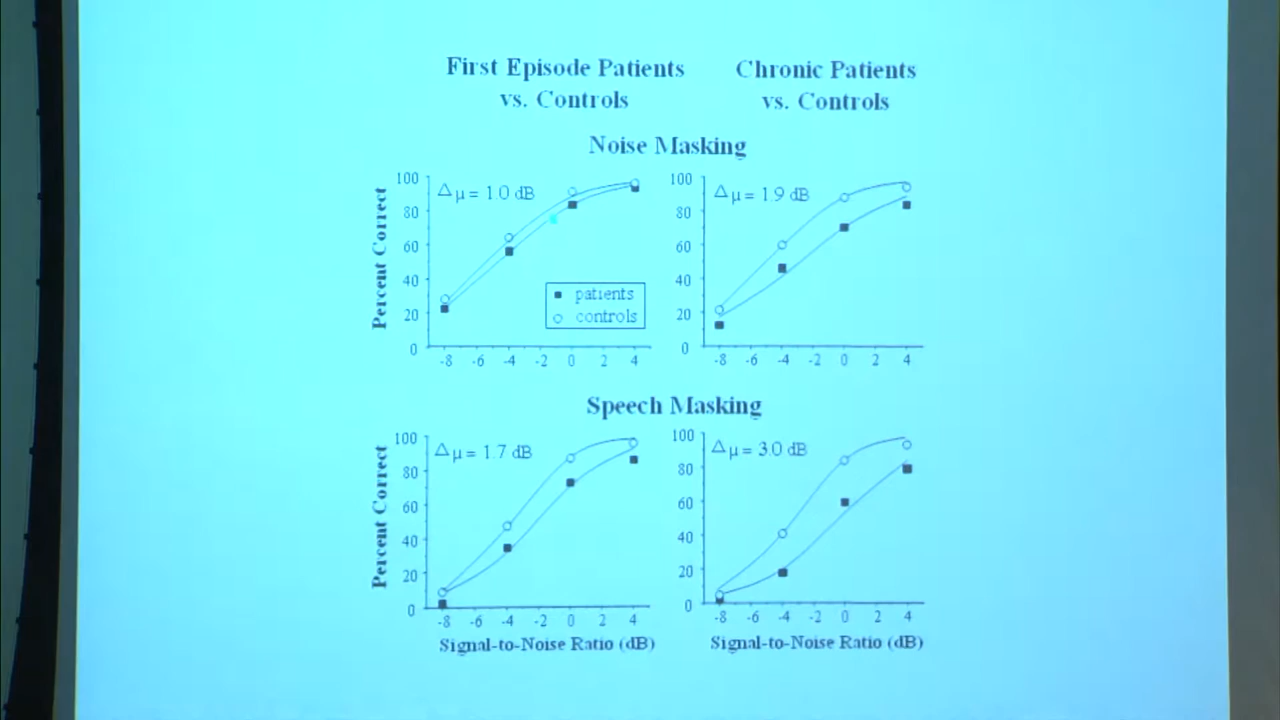 First Episode Patients Chronic Patients
vs. Controls vs. Controls
Noise Masking
Percent Correct
100
80
60
40
20
0
Δμ = 1.0 dB
patients
controls
-8 -6 -4 -2 0 2 4
100
80
60
40
20
0
Δμ = 1.9 dB
-8 -6 -4 -2 0 2 4
Speech Masking
Percent Correct
100
80
60
40
20
0
Δμ = 1.7 dB
-8 -6 -4 -2 0 2 4
Signal-to-Noise Ratio (dB)
100
80
60
40
20
0
Δμ = 3.0 dB
-8 -6 -4 -2 0 2 4
Signal-to-Noise Ratio (dB)